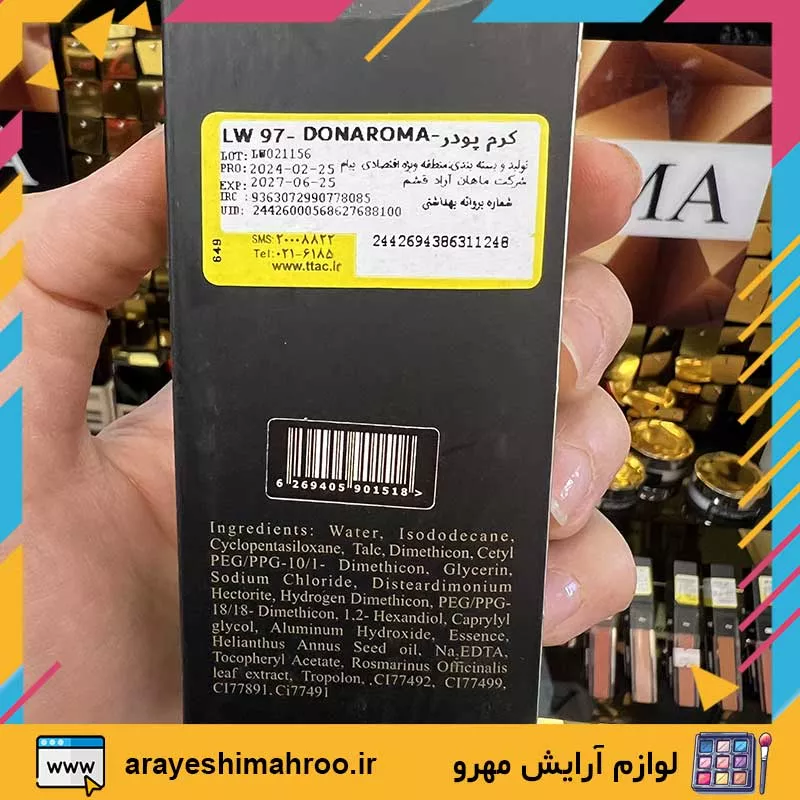 LW 97- DONAROMA-کرم پودر
LOT: LW021156
تولید و بسته بندی:منطقه ویژه اقتصادی پیام
PRO: 2024-02-25
شرکت ماهان آراد قشم
EXP: 2027-06-25
IRC : 9363072990778085
شماره پروانه بهداشتی
UID: 24426000568627688100
649
SMS: ۲۰۰۰۸۸۲۲
2442694386311248
Tel: ۰۲۱-۶۱۸۵
www.ttac.ir
MA
6 269405 901518 >
Ingredients: Water, Isododecane,
Cyclopentasiloxane, Talc, Dimethicon, Cetyl
PEG/PPG-10/1- Dimethicon, Glycerin,
Sodium Chloride, Disteardimonium
Hectorite, Hydrogen Dimethicon, PEG/PPG-
18/18- Dimethicon, 1,2- Hexandiol, Caprylyl
glycol, Aluminum Hydroxide, Essence,
Helianthus Annus Seed oil, Na,EDTA,
Tocopheryl Acetate, Rosmarinus Officinalis
leaf extract, Tropolon, .CI77492, CI77499,
CI77891, Ci77491
www
arayeshimahroo.ir
لوازم آرایش مهرو